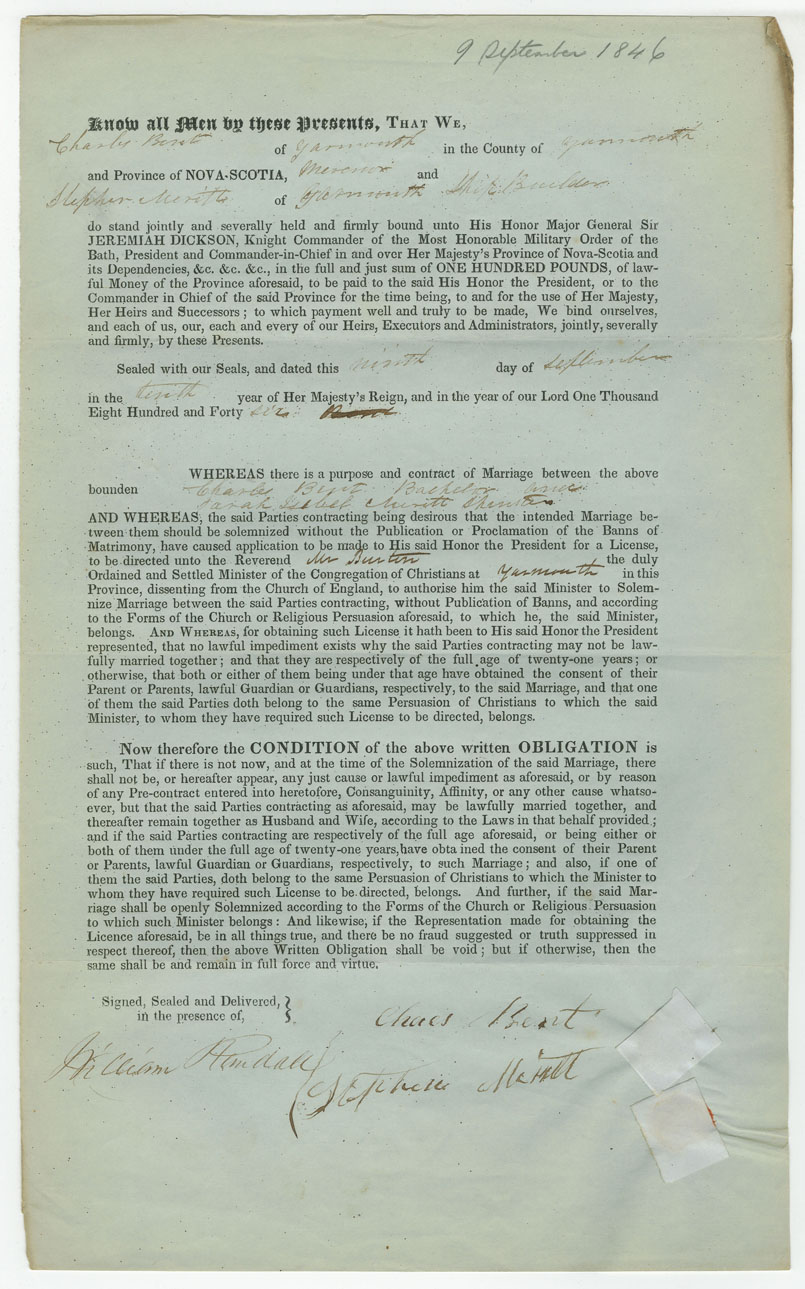 9 September 1846
Know all Men by these Presents, THAT WE,
Charles Bent of Yarmouth in the County of Yarmouth
and Province of NOVA-SCOTIA, and
Stephen of Yarmouth Ship Builder
do stand jointly and severally held and firmly bound unto His Honor Major General Sir
JEREMIAH DICKSON, Knight Commander of the Most Honorable Military Order of the
Bath, President and Commander-in-Chief in and over Her Majesty's Province of Nova-Scotia and
its Dependencies, &c. &c. &c., in the full and just sum of ONE HUNDRED POUNDS, of law-
ful Money of the Province aforesaid, to be paid to the said His Honor the President, or to the
Commander in Chief of the said Province for the time being, to and for the use of Her Majesty,
Her Heirs and Successors ; to which payment well and truly to be made, We bind ourselves,
and each of us, our, each and every of our Heirs, Executors and Administrators, jointly, severally
and firmly, by these Presents.
Sealed with our Seals, and dated this ninth day of September
in the tenth year of Her Majesty's Reign, and in the year of our Lord One Thousand
Eight Hundred and Forty six
WHEREAS there is a purpose and contract of Marriage between the above
bounden Charles Bent Bachelor and
Sarah Isabel Spinster
AND WHEREAS, the said Parties contracting being desirous that the intended Marriage be-
tween them should be solemnized without the Publication or Proclamation of the Banns of
Matrimony, have caused application to be made to His said Honor the President for a License,
to be directed unto the Reverend Mr Burton the duly
Ordained and Settled Minister of the Congregation of Christians at Yarmouth in this
Province, dissenting from the Church of England, to authorise him the said Minister to Solem-
nize Marriage between the said Parties contracting, without Publication of Banns, and according
to the Forms of the Church or Religious Persuasion aforesaid, to which he, the said Minister,
belongs. AND WHEREAS, for obtaining such License it hath been to His said Honor the President
represented, that no lawful impediment exists why the said Parties contracting may not be law-
fully married together ; and that they are respectively of the full age of twenty-one years ; or
otherwise, that both or either of them being under that age have obtained the consent of their
Parent or Parents, lawful Guardian or Guardians, respectively, to the said Marriage, and that one
of them the said Parties doth belong to the same Persuasion of Christians to which the said
Minister, to whom they have required such License to be directed, belongs.
Now therefore the CONDITION of the above written OBLIGATION is
such, That if there is not now, and at the time of the Solemnization of the said Marriage, there
shall not be, or hereafter appear, any just cause or lawful impediment as aforesaid, or by reason
of any Pre-contract entered into heretofore, Consanguinity, Affinity, or any other cause whatso-
ever, but that the said Parties contracting as aforesaid, may be lawfully married together, and
thereafter remain together as Husband and Wife, according to the Laws in that behalf provided ;
and if the said Parties contracting are respectively of the full age aforesaid, or being either or
both of them under the full age of twenty-one years, have obta ined the consent of their Parent
or Parents, lawful Guardian or Guardians, respectively, to such Marriage ; and also, if one of
them the said Parties, doth belong to the same Persuasion of Christians to which the Minister to
whom they have required such License to be directed, belongs. And further, if the said Mar-
riage shall be openly Solemnized according to the Forms of the Church or Religious Persuasion
to which such Minister belongs : And likewise, if the Representation made for obtaining the
Licence aforesaid, be in all things true, and there be no fraud suggested or truth suppressed in
respect thereof, then the above Written Obligation shall be void ; but if otherwise, then the
same shall be and remain in full force and virtue.
Signed, Sealed and Delivered,
in the presence of,
Chaes Bent
William Randall
Stephen